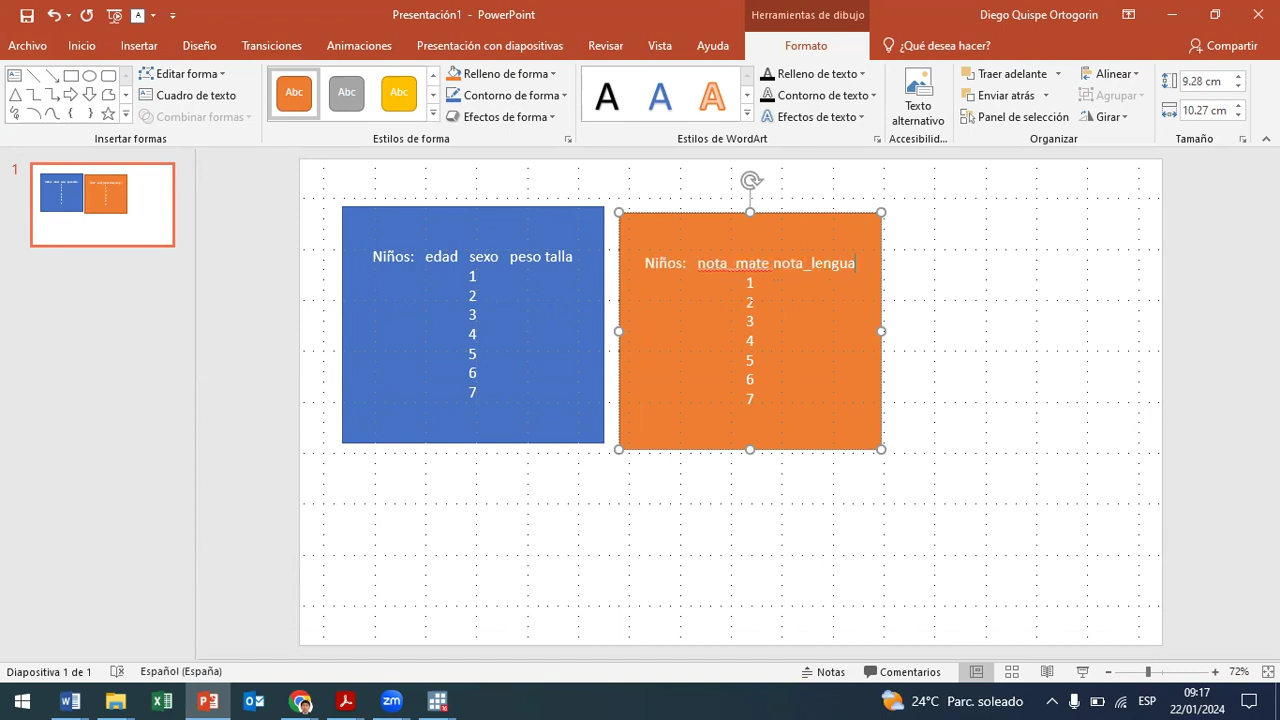 Presentación1 - PowerPoint
Herramientas de dibujo
Diego Quispe Ortogorin
Archivo
Inicio
Insertar
Diseño
Transiciones
Animaciones
Presentación con diapositivas
Revisar
Vista
Ayuda
Formato
¿Qué desea hacer?
Compartir
Editar forma
Cuadro de texto
Combinar formas
Insertar formas
Abc
Abc
Abc
Relleno de forma
Contorno de forma
Efectos de forma
Estilos de forma
A
A
A
Relleno de texto
Contorno de texto
Efectos de texto
Estilos de WordArt
Texto
alternativo
Accesibilid...
Traer adelante
Enviar atrás
Panel de selección
Alinear
Agrupar
Girar
Organizar
9.28 cm
10.27 cm
Tamaño
1
Niños: edad sexo peso talla
1
2
3
4
5
6
7
Niños: nota_mate nota_lengua
1
2
3
4
5
6
7
Diapositiva 1 de 1
Español (España)
Notas
Comentarios
72%
24°C Parc. soleado
ESP
09:17
22/01/2024